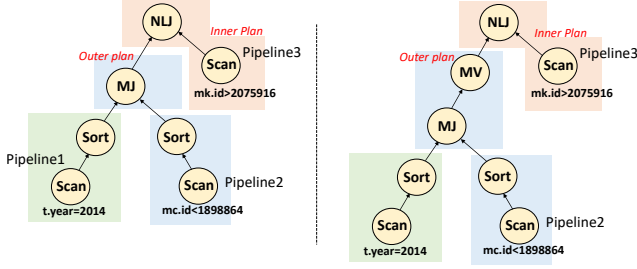 NLJ
Inner Plan
Outer plan
Scan
Pipeline3
MJ
mk.id>2075916
Sort
Sort
Pipeline1
Scan
Scan
Pipeline2
t.year=2014
mc.id<1898864
NLJ
Inner Plan
Outer plan
MV
Scan
Pipeline3
mk.id>2075916
MJ
Sort
Sort
Pipeline2
Scan
Scan
t.year=2014
mc.id<1898864